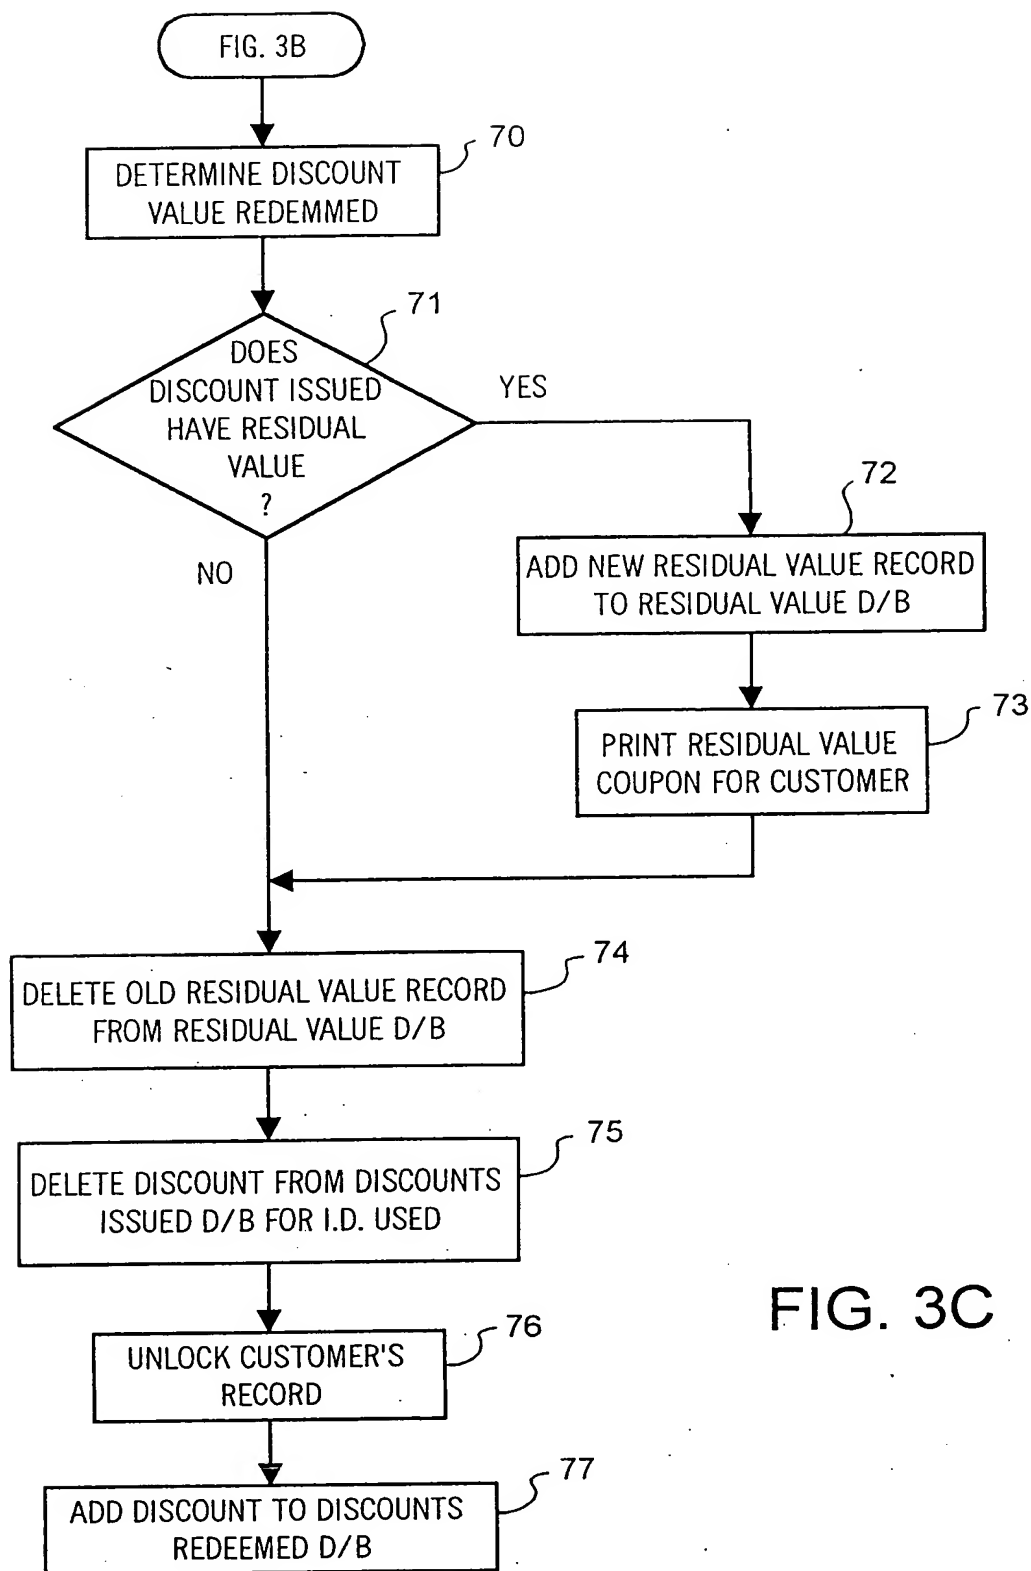 FIG. 3B
70
DETERMINE DISCOUNT
VALUE REDEMMED
71
DOES
DISCOUNT ISSUED
HAVE RESIDUAL
VALUE
?
YES
NO
72
ADD NEW RESIDUAL VALUE RECORD
TO RESIDUAL VALUE D/B
73
PRINT RESIDUAL VALUE
COUPON FOR CUSTOMER
74
DELETE OLD RESIDUAL VALUE RECORD
FROM RESIDUAL VALUE D/B
75
DELETE DISCOUNT FROM DISCOUNTS
ISSUED D/B FOR I.D. USED
76
UNLOCK CUSTOMER'S
RECORD
77
ADD DISCOUNT TO DISCOUNTS
REDEEMED D/B
FIG. 3C